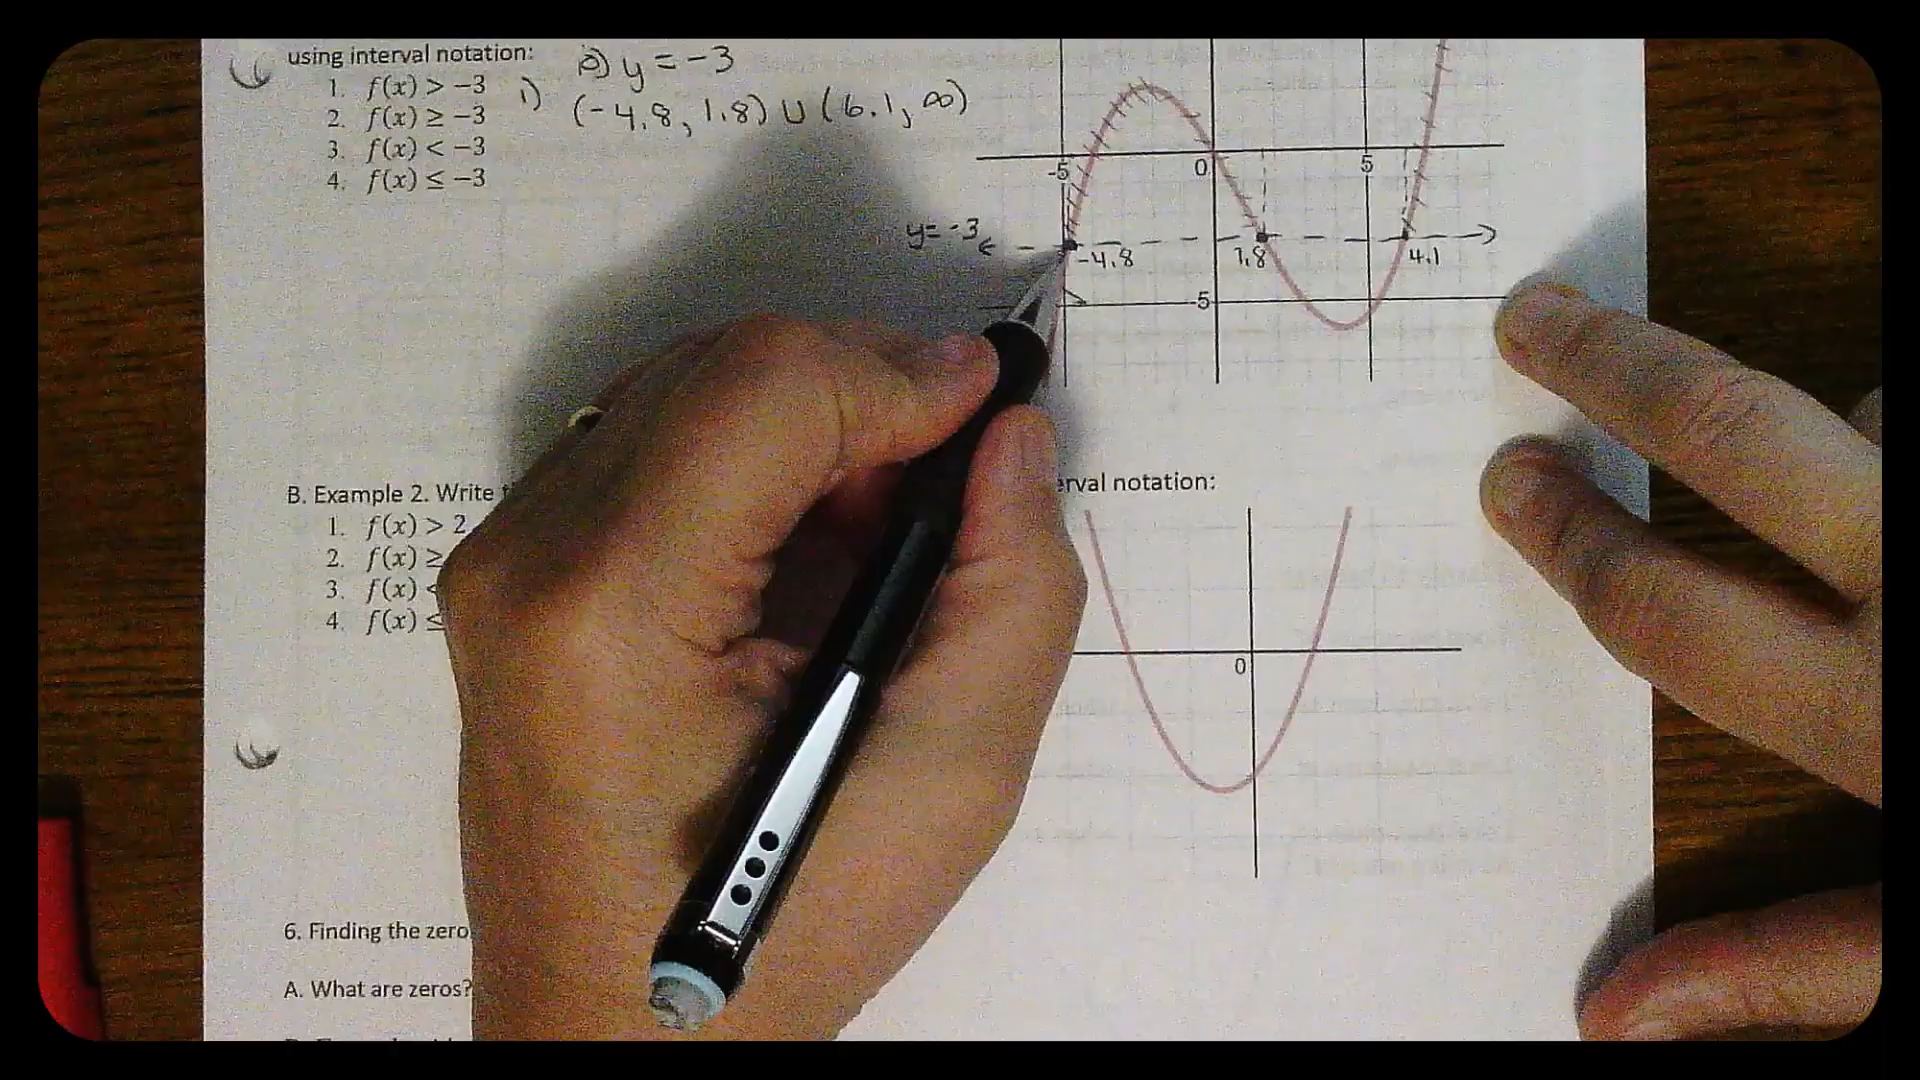 using interval notation:
1. f(x) > −3
2. f(x) ≥ −3
3. f(x) < −3
4. f(x) ≤ −3
a) y = -3
1) (-4.8, 1.8) ∪ (6.1, ∞)
-5 0 5
y = -3
-4.8 1.8 4.1
-5
B. Example 2. Write
erval notation:
1. f(x) > 2
2. f(x) ≥
3. f(x) <
4. f(x) ≤
0
6. Finding the zero
A. What are zeros?